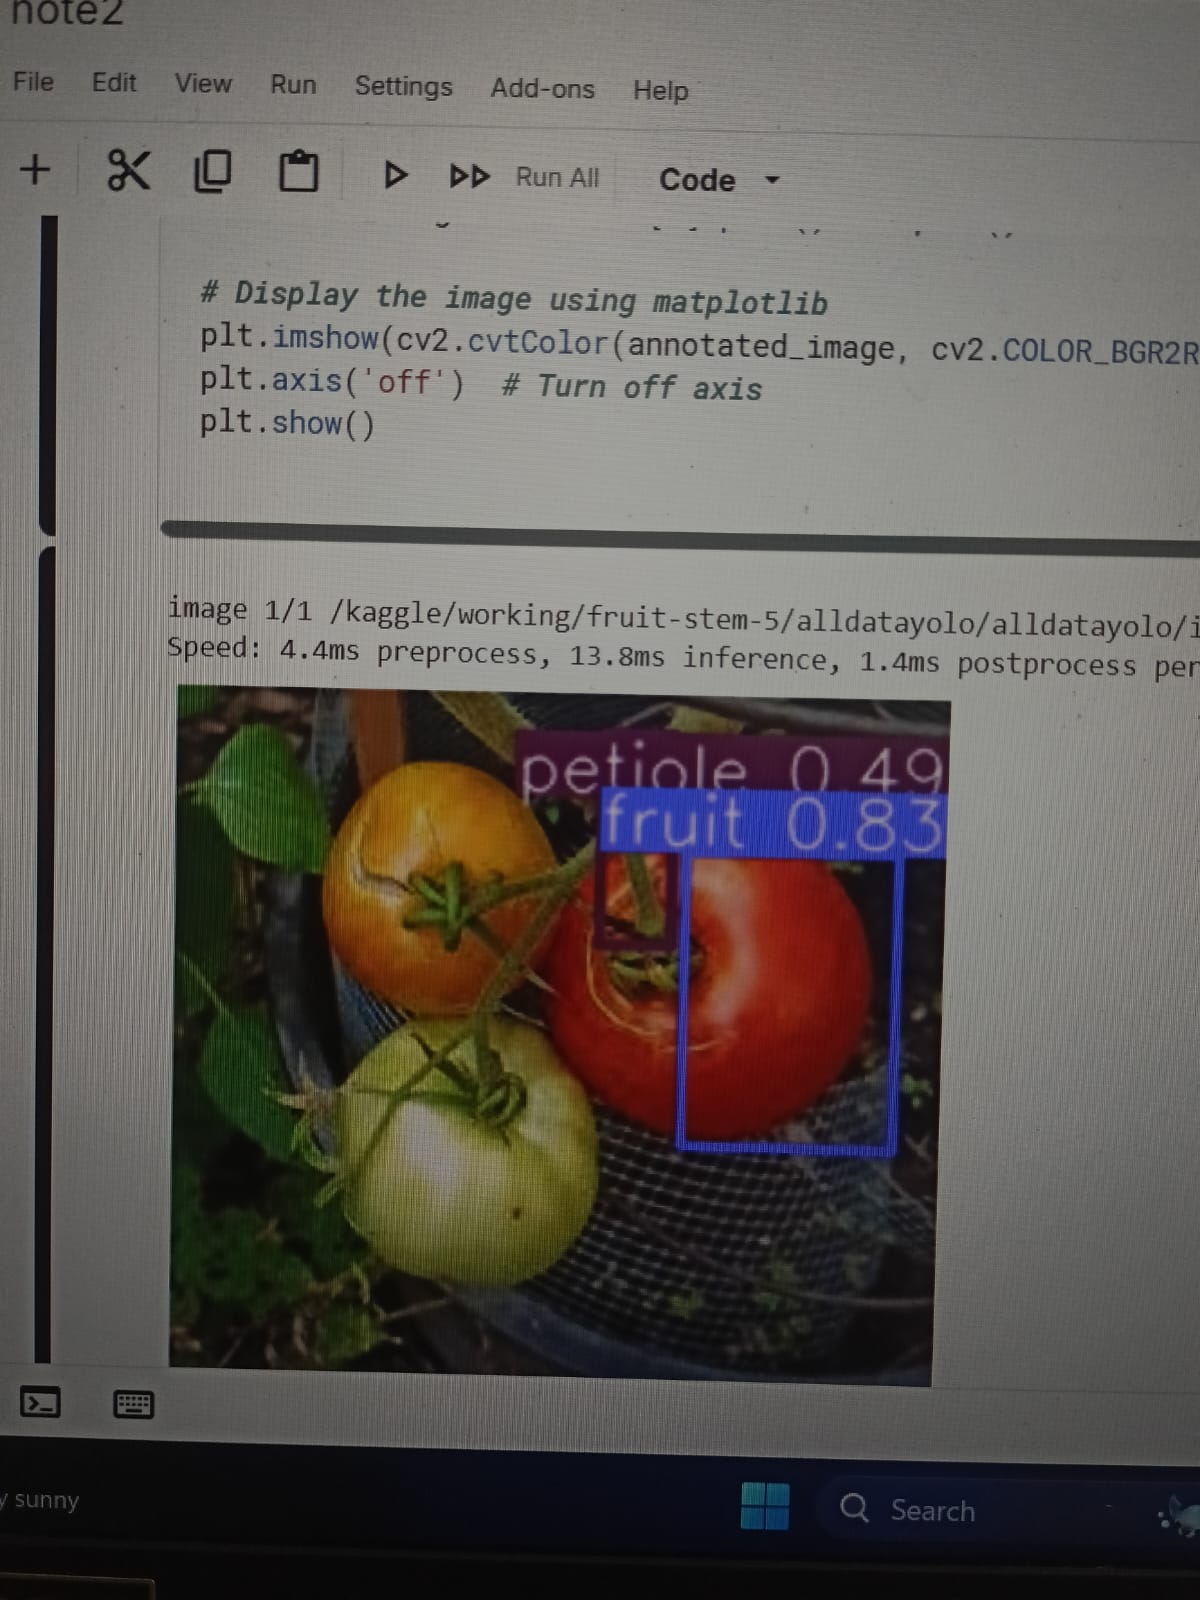 note2
File Edit View Run Settings Add-ons Help
Run All Code
# Display the image using matplotlib
plt.imshow(cv2.cvtColor(annotated_image, cv2.COLOR_BGR2R
plt.axis('off') # Turn off axis
plt.show()
image 1/1 /kaggle/working/fruit-stem-5/alldatayolo/alldatayolo/i
Speed: 4.4ms preprocess, 13.8ms inference, 1.4ms postprocess per
petiole 0.49
fruit 0.83
y sunny
Search